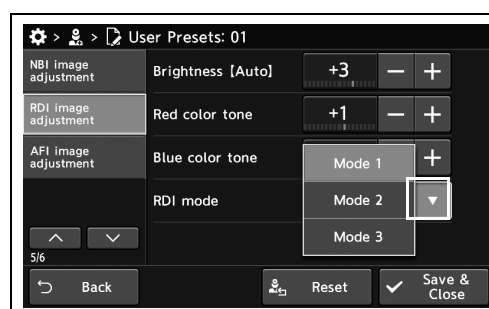 > > User Presets: 01
NBI image
adjustment
Brightness [Auto]
+3
− +
RDI image
adjustment
Red color tone
+1
− +
AFI image
adjustment
Blue color tone
+
Mode 1
RDI mode
Mode 2
▼
Mode 3
5/6
Back
Reset
Save &
Close